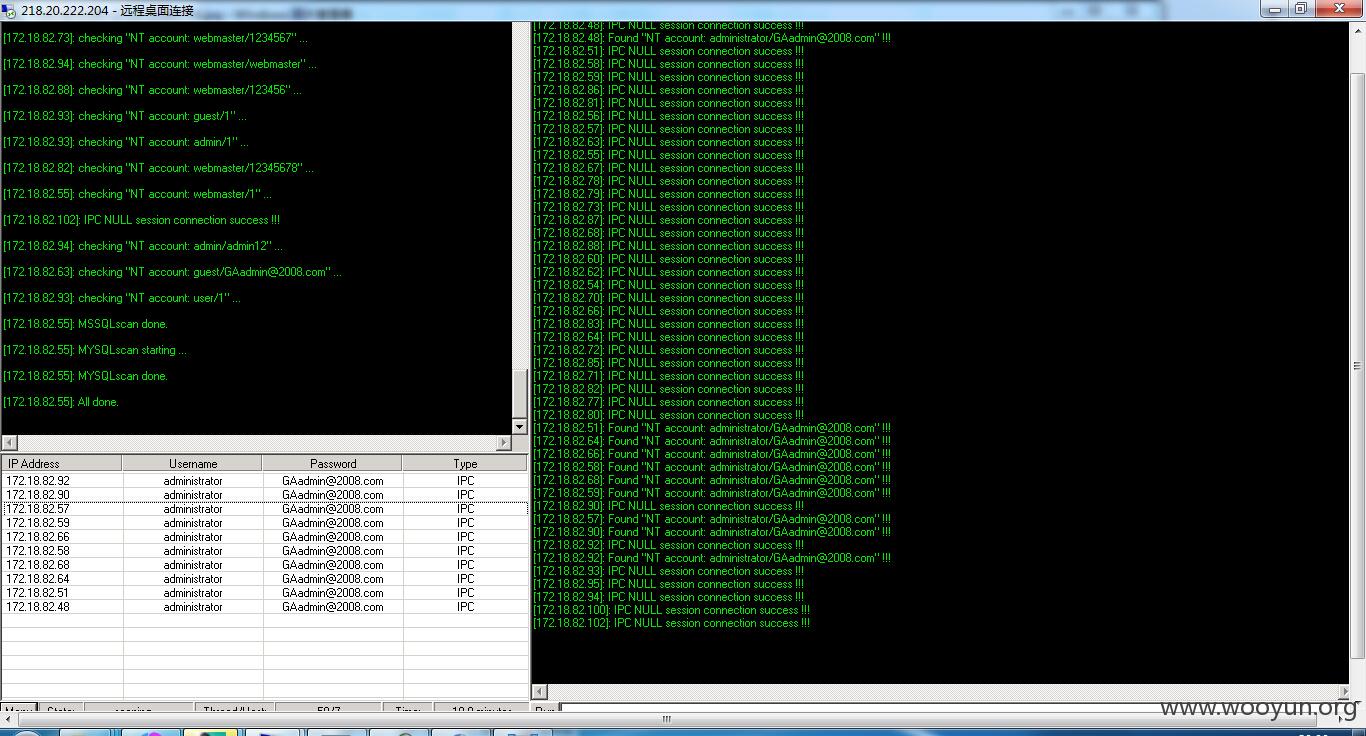 218.20.222.204 - 远程桌面连接
[172.18.82.73]: checking "NT account: webmaster/1234567" ...
[172.18.82.94]: checking "NT account: webmaster/webmaster" ...
[172.18.82.88]: checking "NT account: webmaster/123456" ...
[172.18.82.93]: checking "NT account: guest/1" ...
[172.18.82.93]: checking "NT account: admin/1" ...
[172.18.82.82]: checking "NT account: webmaster/12345678" ...
[172.18.82.55]: checking "NT account: webmaster/1" ...
[172.18.82.102]: IPC NULL session connection success !!!
[172.18.82.94]: checking "NT account: admin/admin12" ...
[172.18.82.63]: checking "NT account: guest/GAadmin@2008.com" ...
[172.18.82.93]: checking "NT account: user/1" ...
[172.18.82.55]: MSSQLscan done.
[172.18.82.55]: MYSQLscan starting ...
[172.18.82.55]: MYSQLscan done.
[172.18.82.55]: All done.
IP Address Username Password Type
172.18.82.92 administrator GAadmin@2008.com IPC
172.18.82.90 administrator GAadmin@2008.com IPC
172.18.82.57 administrator GAadmin@2008.com IPC
172.18.82.59 administrator GAadmin@2008.com IPC
172.18.82.66 administrator GAadmin@2008.com IPC
172.18.82.58 administrator GAadmin@2008.com IPC
172.18.82.68 administrator GAadmin@2008.com IPC
172.18.82.64 administrator GAadmin@2008.com IPC
172.18.82.51 administrator GAadmin@2008.com IPC
172.18.82.48 administrator GAadmin@2008.com IPC
[172.18.82.48]: IPC NULL session connection success !!!
[172.18.82.48]: Found "NT account: administrator/GAadmin@2008.com" !!!
[172.18.82.51]: IPC NULL session connection success !!!
[172.18.82.58]: IPC NULL session connection success !!!
[172.18.82.59]: IPC NULL session connection success !!!
[172.18.82.86]: IPC NULL session connection success !!!
[172.18.82.81]: IPC NULL session connection success !!!
[172.18.82.56]: IPC NULL session connection success !!!
[172.18.82.57]: IPC NULL session connection success !!!
[172.18.82.63]: IPC NULL session connection success !!!
[172.18.82.55]: IPC NULL session connection success !!!
[172.18.82.67]: IPC NULL session connection success !!!
[172.18.82.78]: IPC NULL session connection success !!!
[172.18.82.79]: IPC NULL session connection success !!!
[172.18.82.73]: IPC NULL session connection success !!!
[172.18.82.87]: IPC NULL session connection success !!!
[172.18.82.68]: IPC NULL session connection success !!!
[172.18.82.88]: IPC NULL session connection success !!!
[172.18.82.60]: IPC NULL session connection success !!!
[172.18.82.62]: IPC NULL session connection success !!!
[172.18.82.54]: IPC NULL session connection success !!!
[172.18.82.70]: IPC NULL session connection success !!!
[172.18.82.66]: IPC NULL session connection success !!!
[172.18.82.83]: IPC NULL session connection success !!!
[172.18.82.64]: IPC NULL session connection success !!!
[172.18.82.72]: IPC NULL session connection success !!!
[172.18.82.85]: IPC NULL session connection success !!!
[172.18.82.71]: IPC NULL session connection success !!!
[172.18.82.82]: IPC NULL session connection success !!!
[172.18.82.77]: IPC NULL session connection success !!!
[172.18.82.80]: IPC NULL session connection success !!!
[172.18.82.51]: Found "NT account: administrator/GAadmin@2008.com" !!!
[172.18.82.64]: Found "NT account: administrator/GAadmin@2008.com" !!!
[172.18.82.66]: Found "NT account: administrator/GAadmin@2008.com" !!!
[172.18.82.58]: Found "NT account: administrator/GAadmin@2008.com" !!!
[172.18.82.68]: Found "NT account: administrator/GAadmin@2008.com" !!!
[172.18.82.59]: Found "NT account: administrator/GAadmin@2008.com" !!!
[172.18.82.90]: IPC NULL session connection success !!!
[172.18.82.57]: Found "NT account: administrator/GAadmin@2008.com" !!!
[172.18.82.90]: Found "NT account: administrator/GAadmin@2008.com" !!!
[172.18.82.92]: IPC NULL session connection success !!!
[172.18.82.92]: Found "NT account: administrator/GAadmin@2008.com" !!!
[172.18.82.93]: IPC NULL session connection success !!!
[172.18.82.95]: IPC NULL session connection success !!!
[172.18.82.94]: IPC NULL session connection success !!!
[172.18.82.100]: IPC NULL session connection success !!!
[172.18.82.102]: IPC NULL session connection success !!!
www.wooyun.org